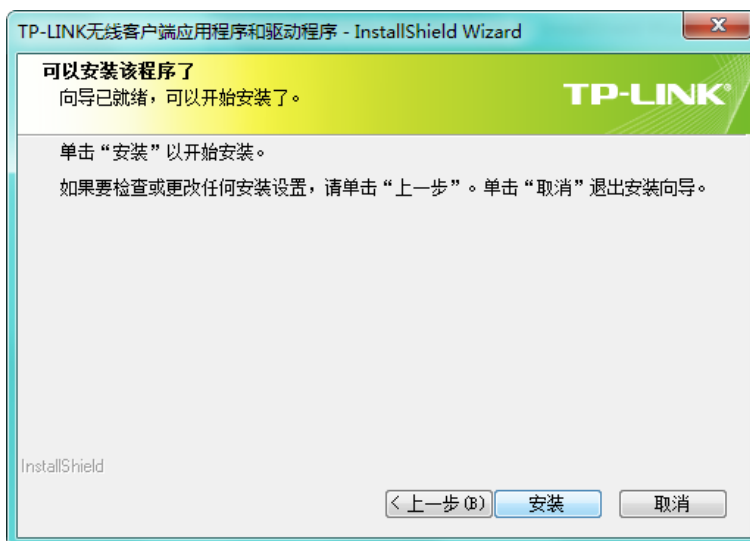 TP-LINK无线客户端应用程序和驱动程序 - InstallShield Wizard
X
可以安装该程序了
向导已就绪，可以开始安装了。
TP-LINK®
单击“安装”以开始安装。
如果要检查或更改任何安装设置，请单击“上一步”。单击“取消”退出安装向导。
InstallShield
< 上一步(B)
安装
取消